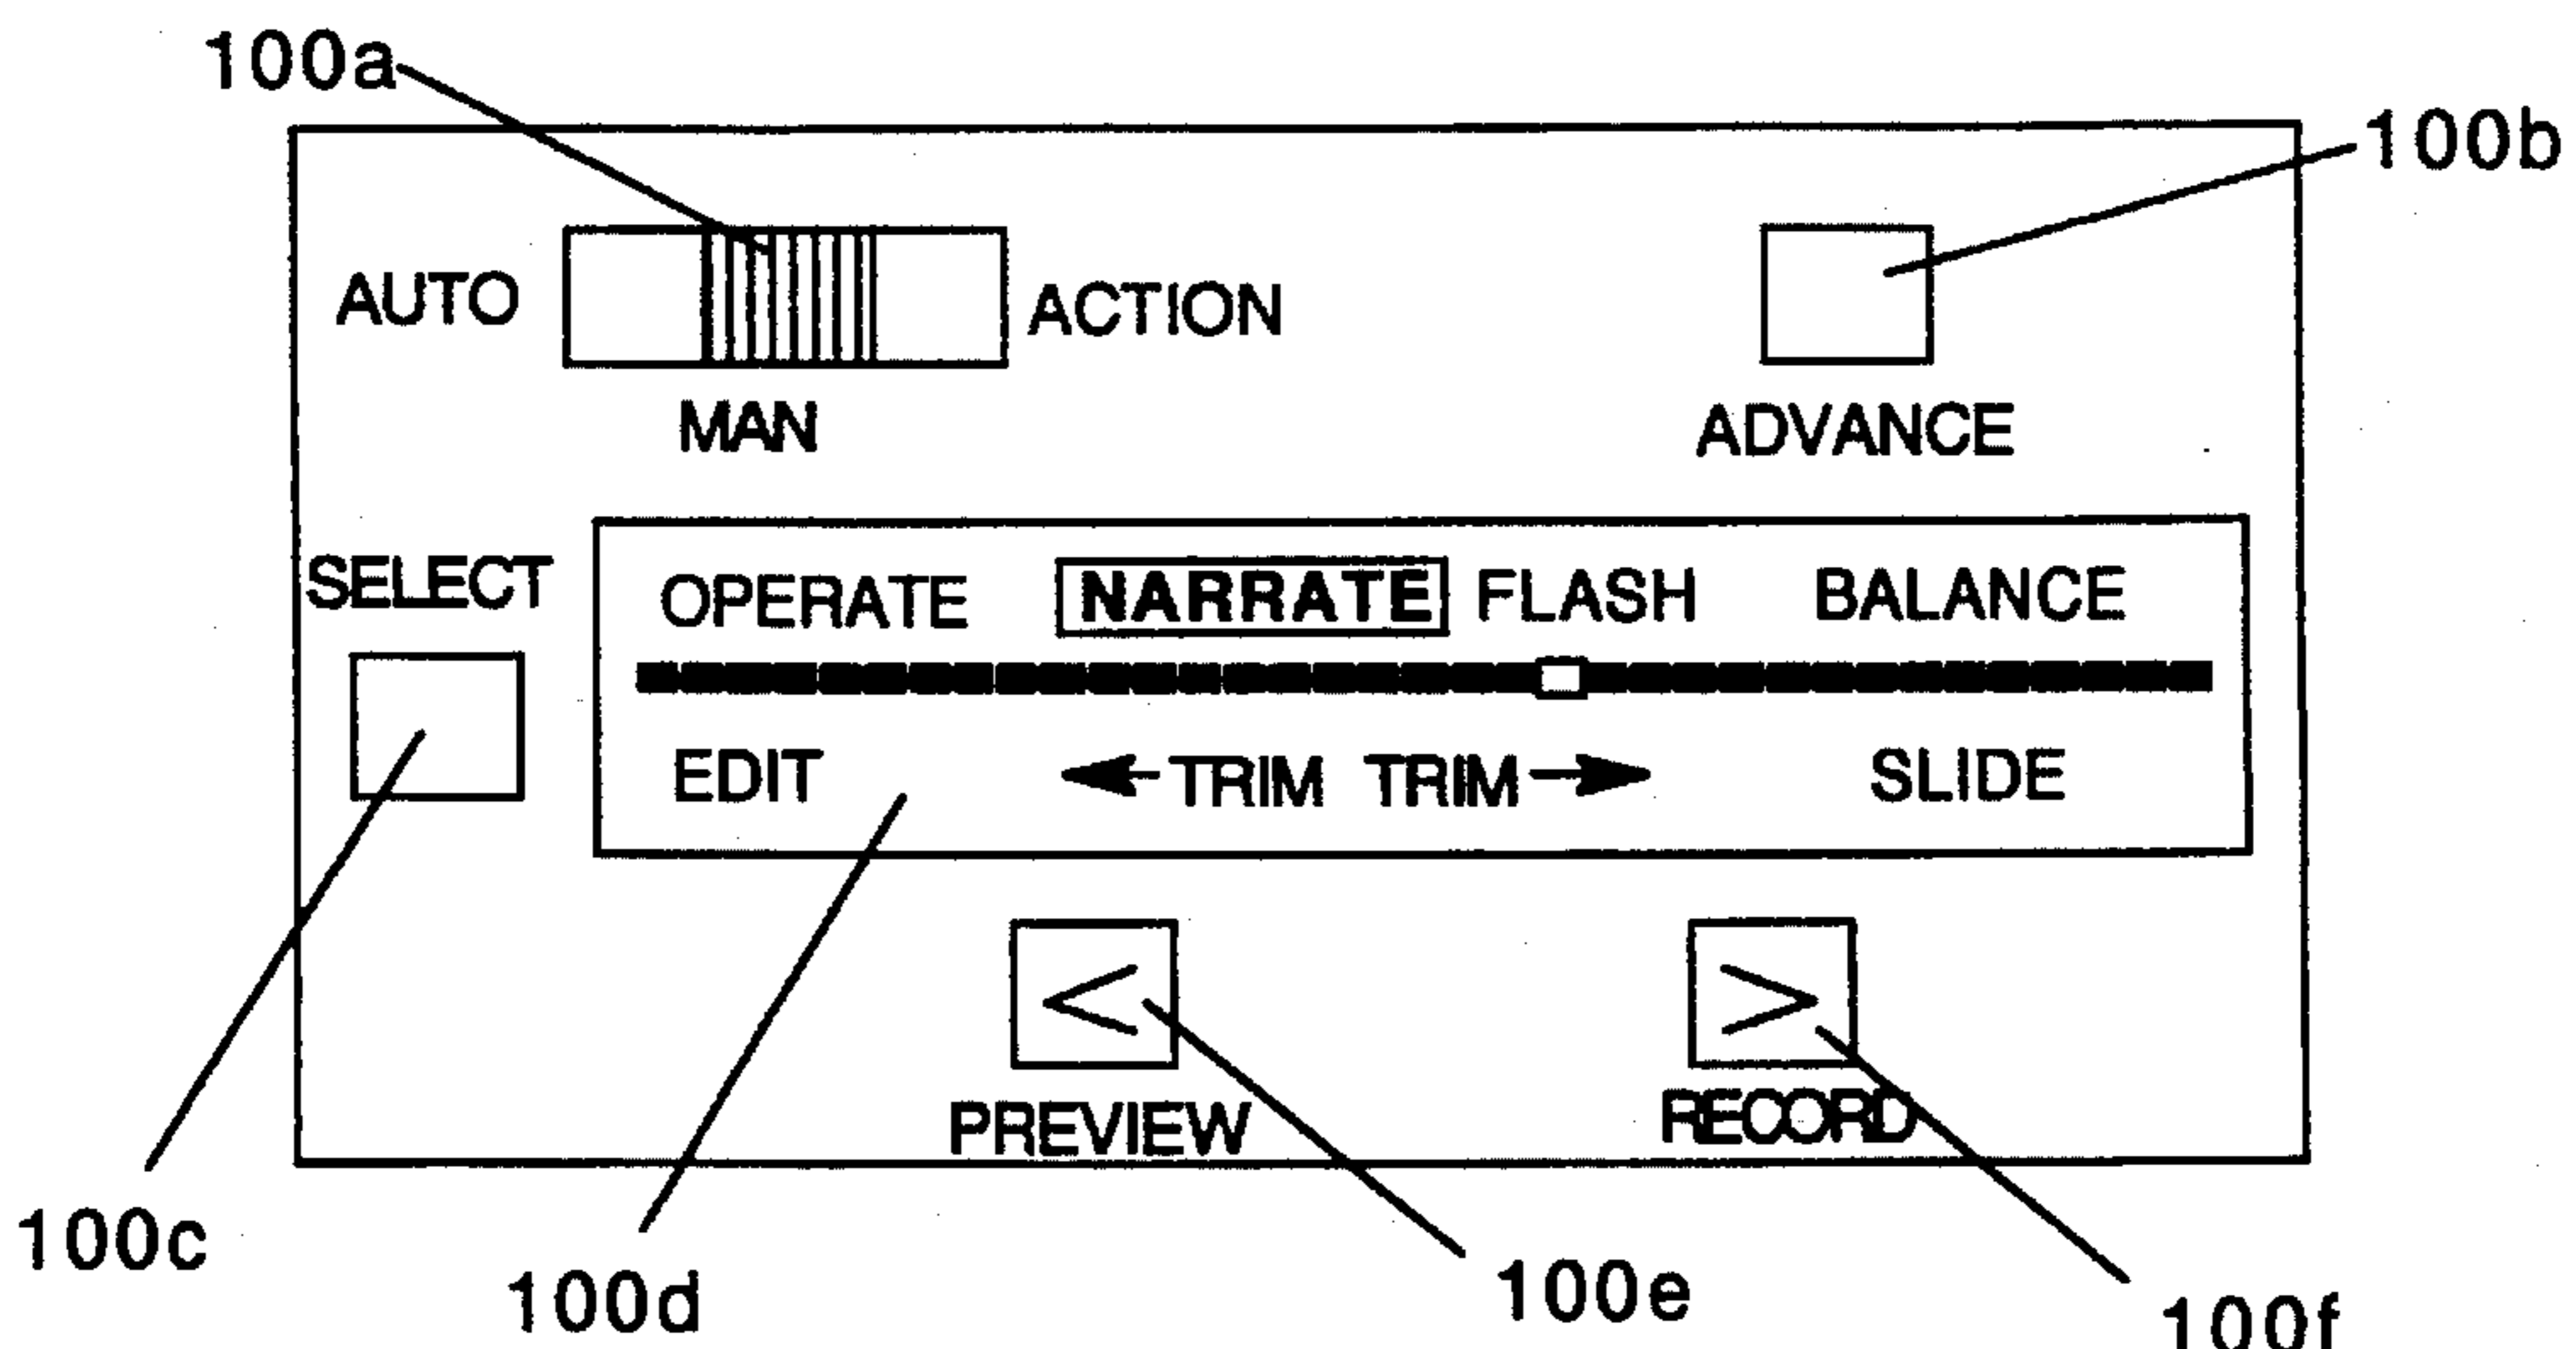 100a
100b
AUTO
ACTION
MAN
ADVANCE
SELECT
OPERATE NARRATE FLASH BALANCE
EDIT ←TRIM TRIM→ SLIDE
<
>
PREVIEW
RECORD
100c
100d
100e
100f